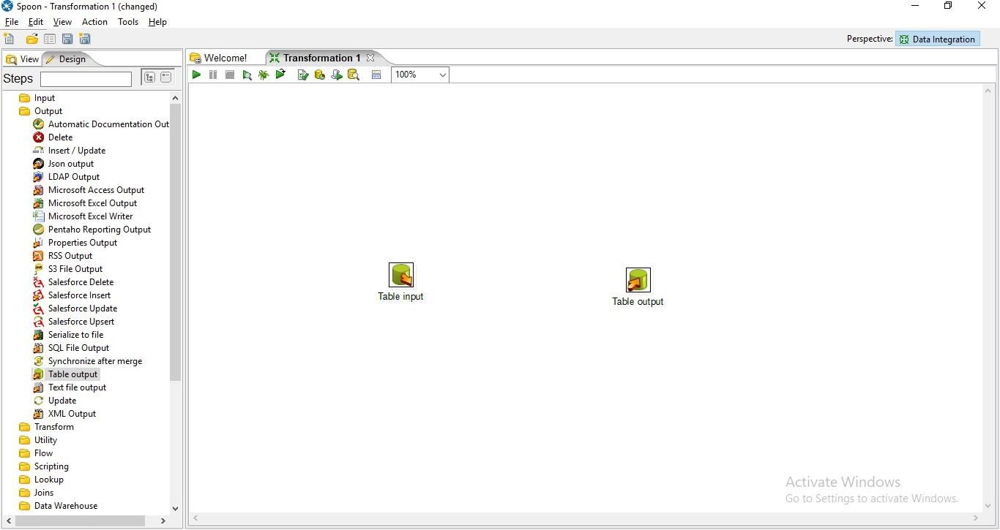 Spoon - Transformation 1 (changed)
File Edit View Action Tools Help
Perspective: Data Integration
View Design
Welcome! Transformation 1
Steps
100%
Input
Output
Automatic Documentation Out
Delete
Insert / Update
Json output
LDAP Output
Microsoft Access Output
Microsoft Excel Output
Microsoft Excel Writer
Pentaho Reporting Output
Properties Output
RSS Output
S3 File Output
Salesforce Delete
Salesforce Insert
Salesforce Update
Salesforce Upsert
Serialize to file
SQL File Output
Synchronize after merge
Table output
Text file output
Update
XML Output
Transform
Utility
Flow
Scripting
Lookup
Joins
Data Warehouse
Table input
Table output
Activate Windows
Go to Settings to activate Windows.